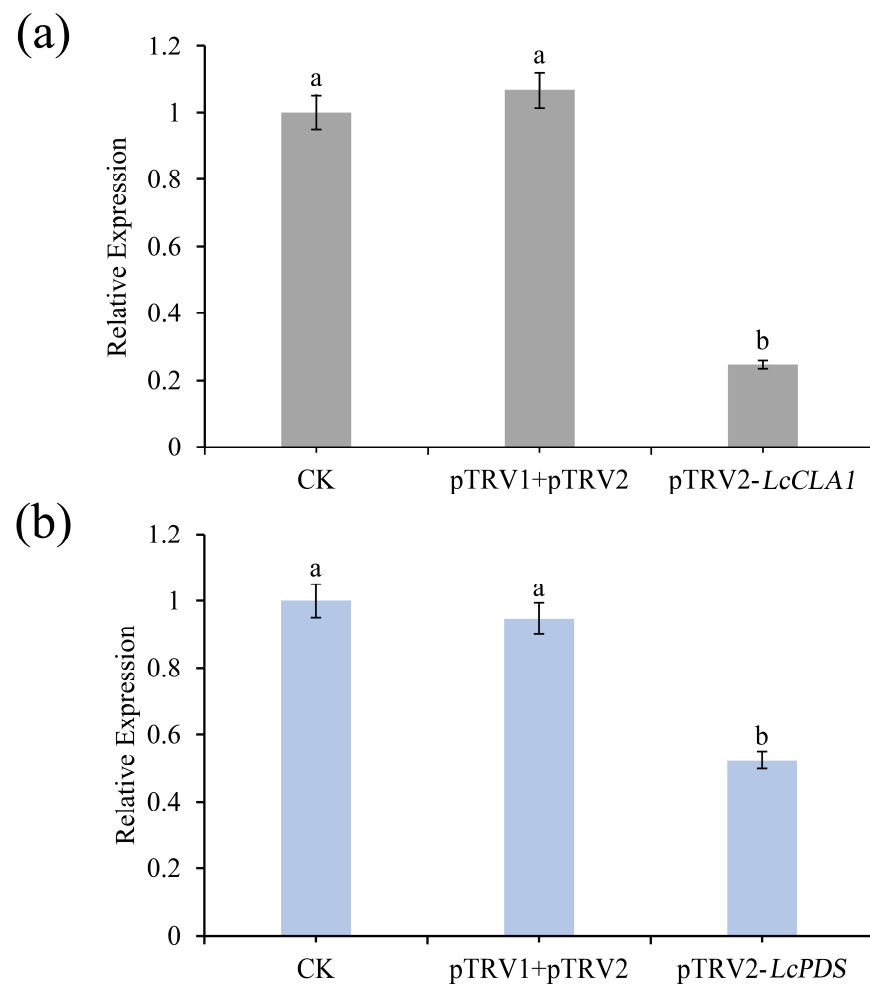 (a)
1.2
1
0.8
0.6
0.4
0.2
0
Relative Expression
a
a
b
CK
pTRV1+pTRV2
pTRV2-LcCLA1
(b)
1.2
1
0.8
0.6
0.4
0.2
0
Relative Expression
a
a
b
CK
pTRV1+pTRV2
pTRV2-LcPDS